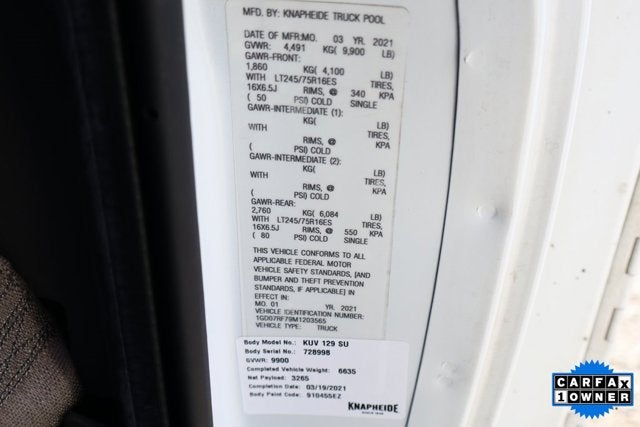 MFD. BY: KNAPHEIDE TRUCK POOL
DATE OF MFR:MO. 03 YR. 2021
GVWR: 4,491 KG( 9,900 LB)
GAWR-FRONT:
1,860 KG( 4,100 LB)
WITH LT245/75R16ES TIRES,
16X6.5J RIMS, @ 340 KPA
( 50 PSI) COLD SINGLE
GAWR-INTERMEDIATE (1):
KG( LB)
WITH TIRES,
RIMS, @ KPA
( PSI) COLD
GAWR-INTERMEDIATE (2):
KG( LB)
WITH TIRES,
RIMS, @ KPA
( PSI) COLD
GAWR-REAR:
2,760 KG( 6,084 LB)
WITH LT245/75R16ES TIRES,
16X6.5J RIMS, @ 550 KPA
( 80 PSI) COLD SINGLE
THIS VEHICLE CONFORMS TO ALL
APPLICABLE FEDERAL MOTOR
VEHICLE SAFETY STANDARDS, (AND
BUMPER AND THEFT PREVENTION
STANDARDS, IF APPLICABLE) IN
EFFECT IN:
MO. 01 YR. 2021
VEHICLE IDENTIFICATION NUMBER:
1GD07RF79M1203565
VEHICLE TYPE: TRUCK
Body Model No.: KUV 129 SU
Body Serial No.: 728998
GVWR: 9900
Completed Vehicle Weight: 6635
Net Payload: 3265
Completion Date: 03/19/2021
Body Paint Code: 910455EZ
KNAPHEIDE
SINCE 1848
CARFAX
1OWNER